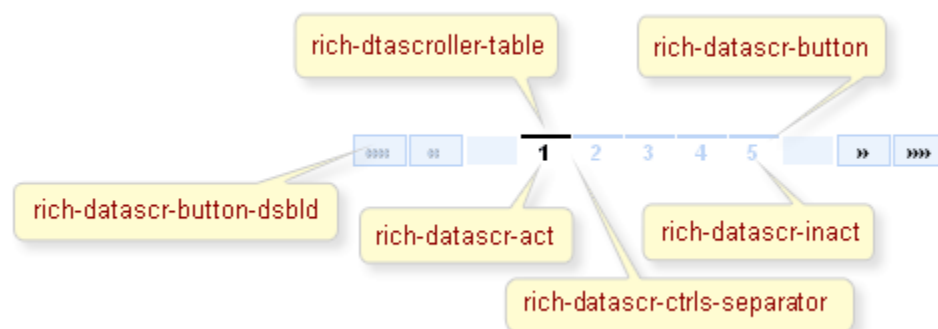 rich-dtascroller-table
rich-datascr-button
«« « 1 2 3 4 5 » »»
rich-datascr-button-dsbld
rich-datascr-act
rich-datascr-inact
rich-datascr-ctrls-separator